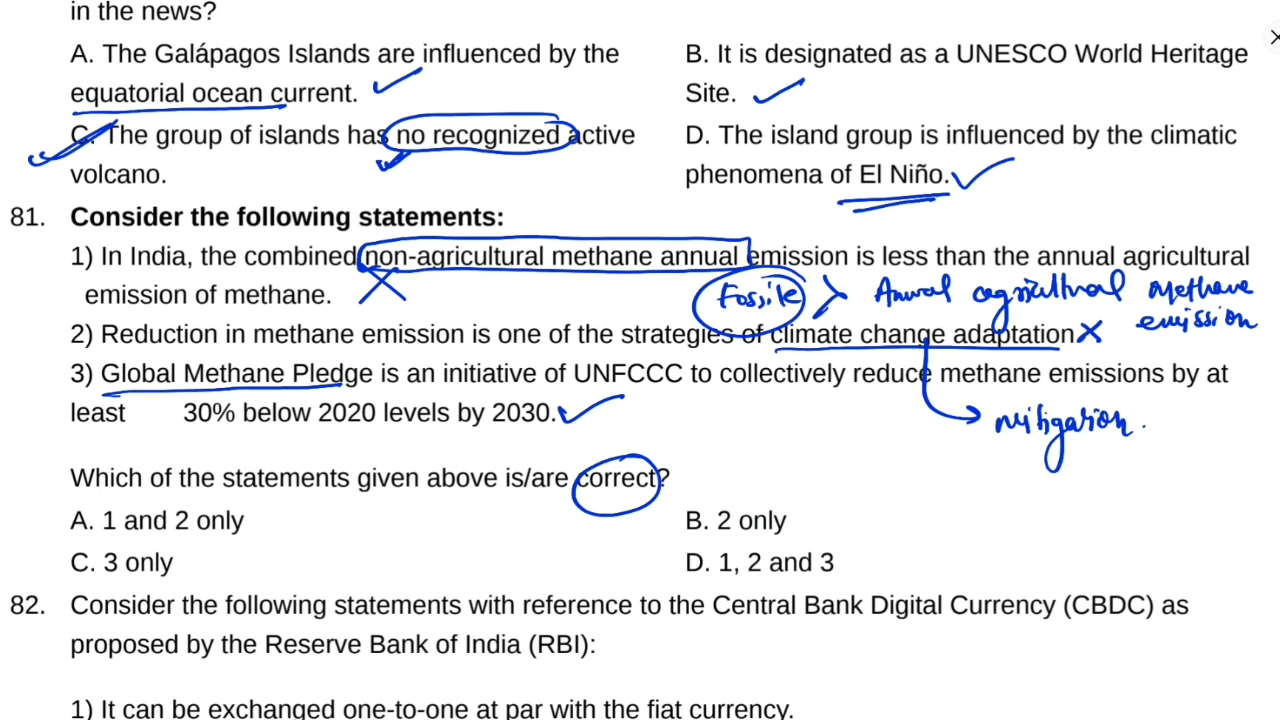 in the news?
A. The Galápagos Islands are influenced by the
equatorial ocean current.
B. It is designated as a UNESCO World Heritage
Site.
C. The group of islands has no recognized active
volcano.
D. The island group is influenced by the climatic
phenomena of El Niño.
81. Consider the following statements:
1) In India, the combined non-agricultural methane annual emission is less than the annual agricultural
emission of methane.
Fossile > Annual agricultural Methane
emission
2) Reduction in methane emission is one of the strategies of climate change adaptation
3) Global Methane Pledge is an initiative of UNFCCC to collectively reduce methane emissions by at
least 30% below 2020 levels by 2030.
mitigation.
Which of the statements given above is/are correct?
A. 1 and 2 only
B. 2 only
C. 3 only
D. 1, 2 and 3
82. Consider the following statements with reference to the Central Bank Digital Currency (CBDC) as
proposed by the Reserve Bank of India (RBI):
1) It can be exchanged one-to-one at par with the fiat currency.